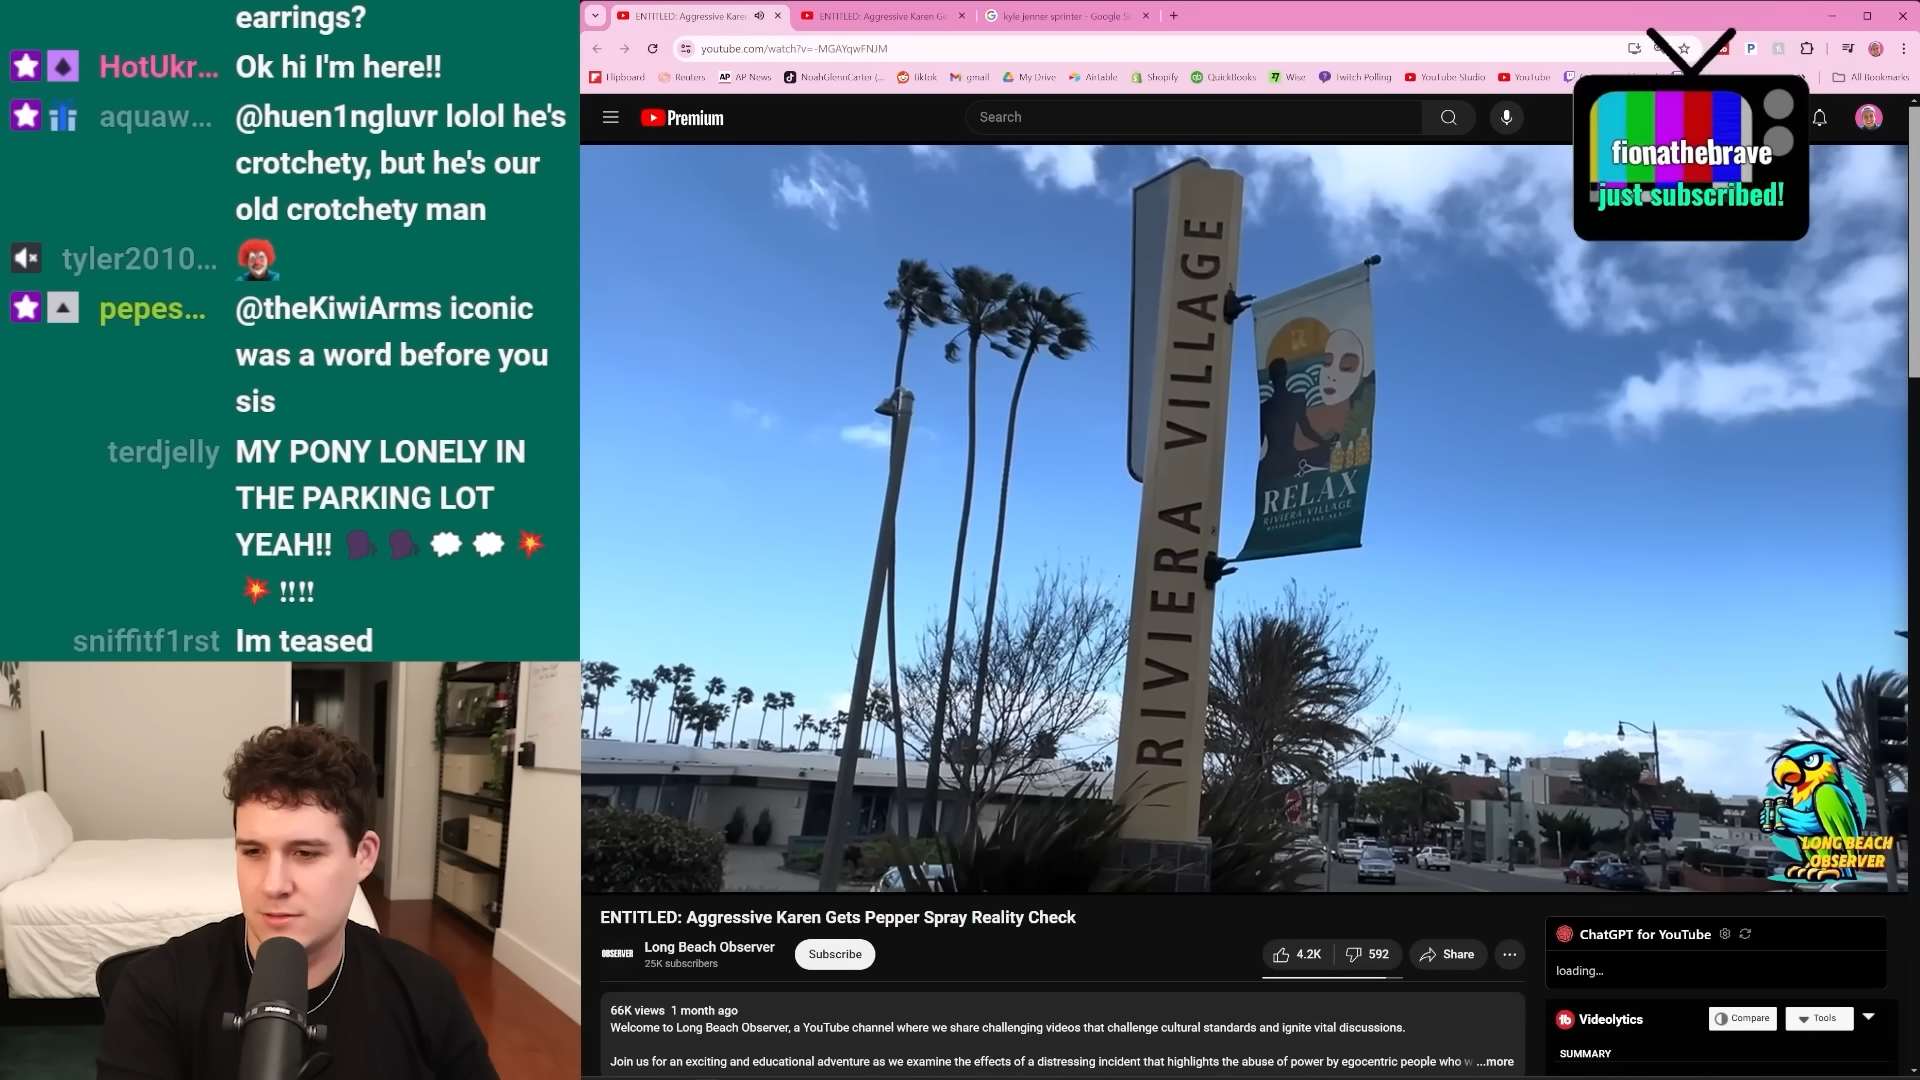 earrings?
HotUkr... Ok hi I'm here!!
aquaw... @huen1ngluvr lolol he's
crotchety, but he's our
old crotchety man
tyler2010...
pepes... @theKiwiArms iconic
was a word before you
sis
terdjelly MY PONY LONELY IN
THE PARKING LOT
YEAH!!
!!!!
sniffitf1rst Im teased
ENTITLED: Aggressive Karen
ENTITLED: Aggressive Karen Ge
kyle jenner sprinter - Google Se
youtube.com/watch?v=-MGAYqwFNJM
Flipboard Reuters AP News NoahGlennCarter (... tiktok gmail My Drive Airtable Shopify QuickBooks Wise Twitch Polling YouTube Studio YouTube All Bookmarks
Premium
Search
fionathebrave
just subscribed!
RIVIERA VILLAGE
RELAX
RIVIERA VILLAGE
LONG BEACH
OBSERVER
ENTITLED: Aggressive Karen Gets Pepper Spray Reality Check
OBSERVER
Long Beach Observer
25K subscribers
Subscribe
4.2K
592
Share
66K views 1 month ago
Welcome to Long Beach Observer, a YouTube channel where we share challenging videos that challenge cultural standards and ignite vital discussions.
Join us for an exciting and educational adventure as we examine the effects of a distressing incident that highlights the abuse of power by egocentric people who w ...more
ChatGPT for YouTube
loading...
Videolytics
Compare
Tools
SUMMARY